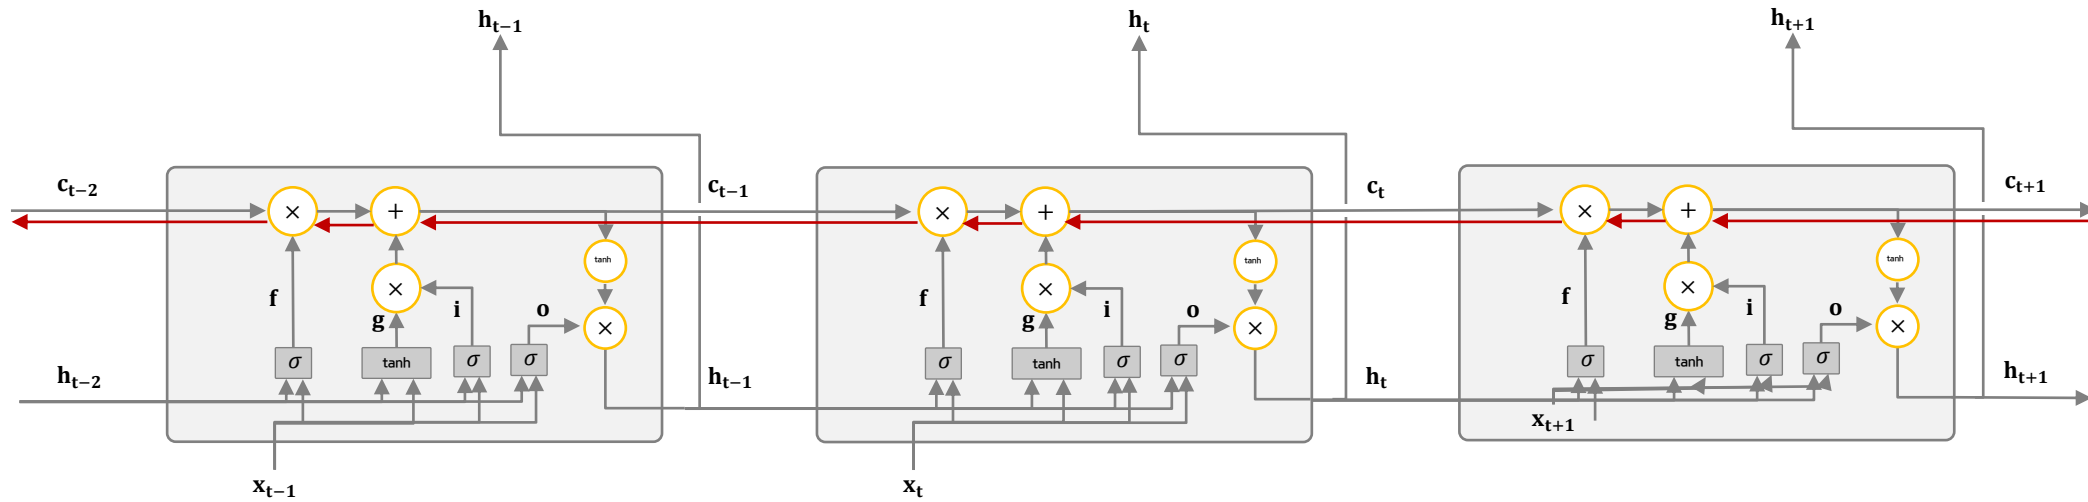 h_{t−1} h_t h_{t+1}
c_{t−2} c_{t−1} c_t c_{t+1}
× + × + × +
tanh tanh tanh
f × i f × i f × i
g o × g o × g o ×
σ tanh σ σ σ tanh σ σ σ tanh σ σ
h_{t−2} h_{t−1} h_t h_{t+1}
x_{t+1}
x_{t−1} x_t